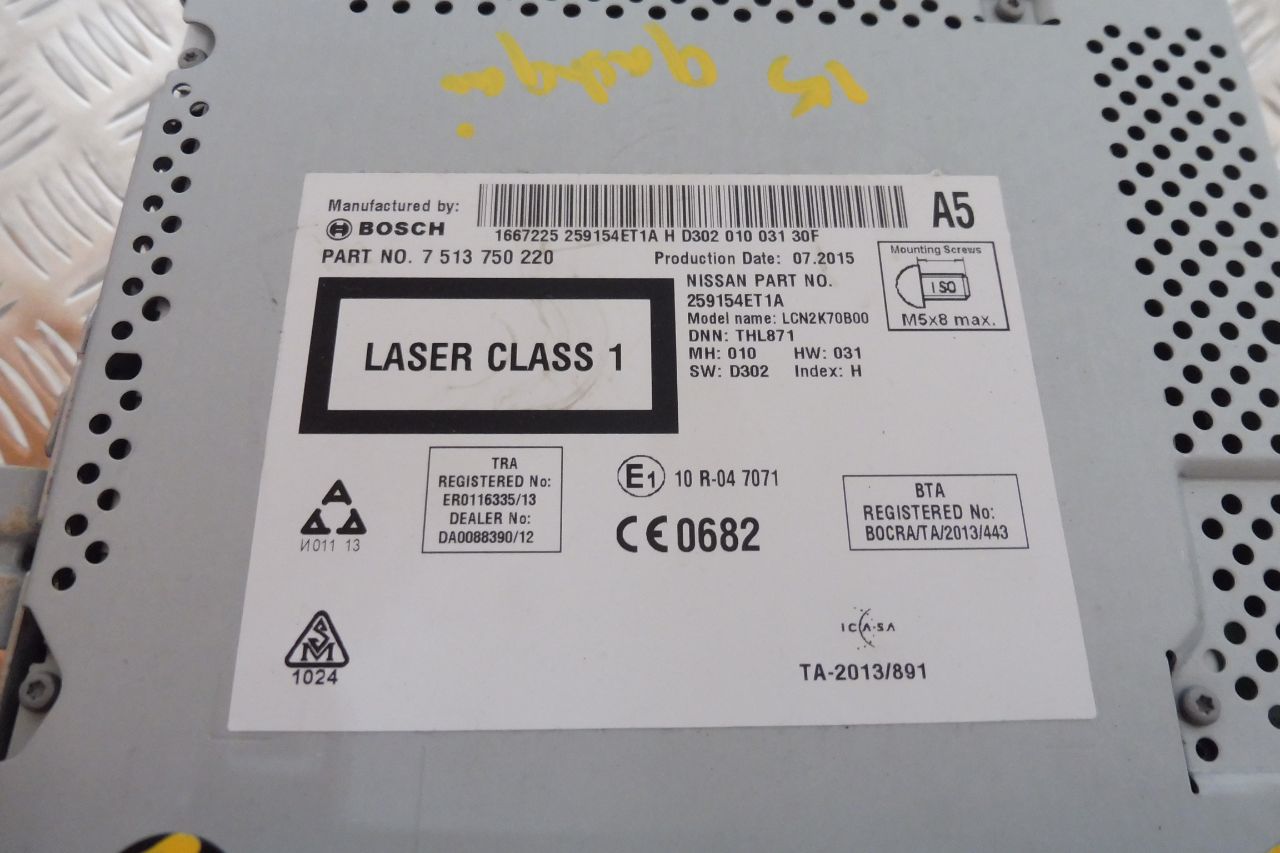 15 qashqai
Manufactured by:
BOSCH
1667225 259154ET1A H D302 010 031 30F
A5
PART NO. 7 513 750 220
Production Date: 07.2015
Mounting Screws
ISO
M5x8 max.
NISSAN PART NO.
259154ET1A
Model name: LCN2K70B00
DNN: THL871
MH: 010 HW: 031
SW: D302 Index: H
LASER CLASS 1
TRA
REGISTERED No:
ER0116335/13
DEALER No:
DA0088390/12
E1 10 R-04 7071
CE 0682
BTA
REGISTERED No:
BOCRA/TA/2013/443
И011 13
SM
1024
ICASA
TA-2013/891